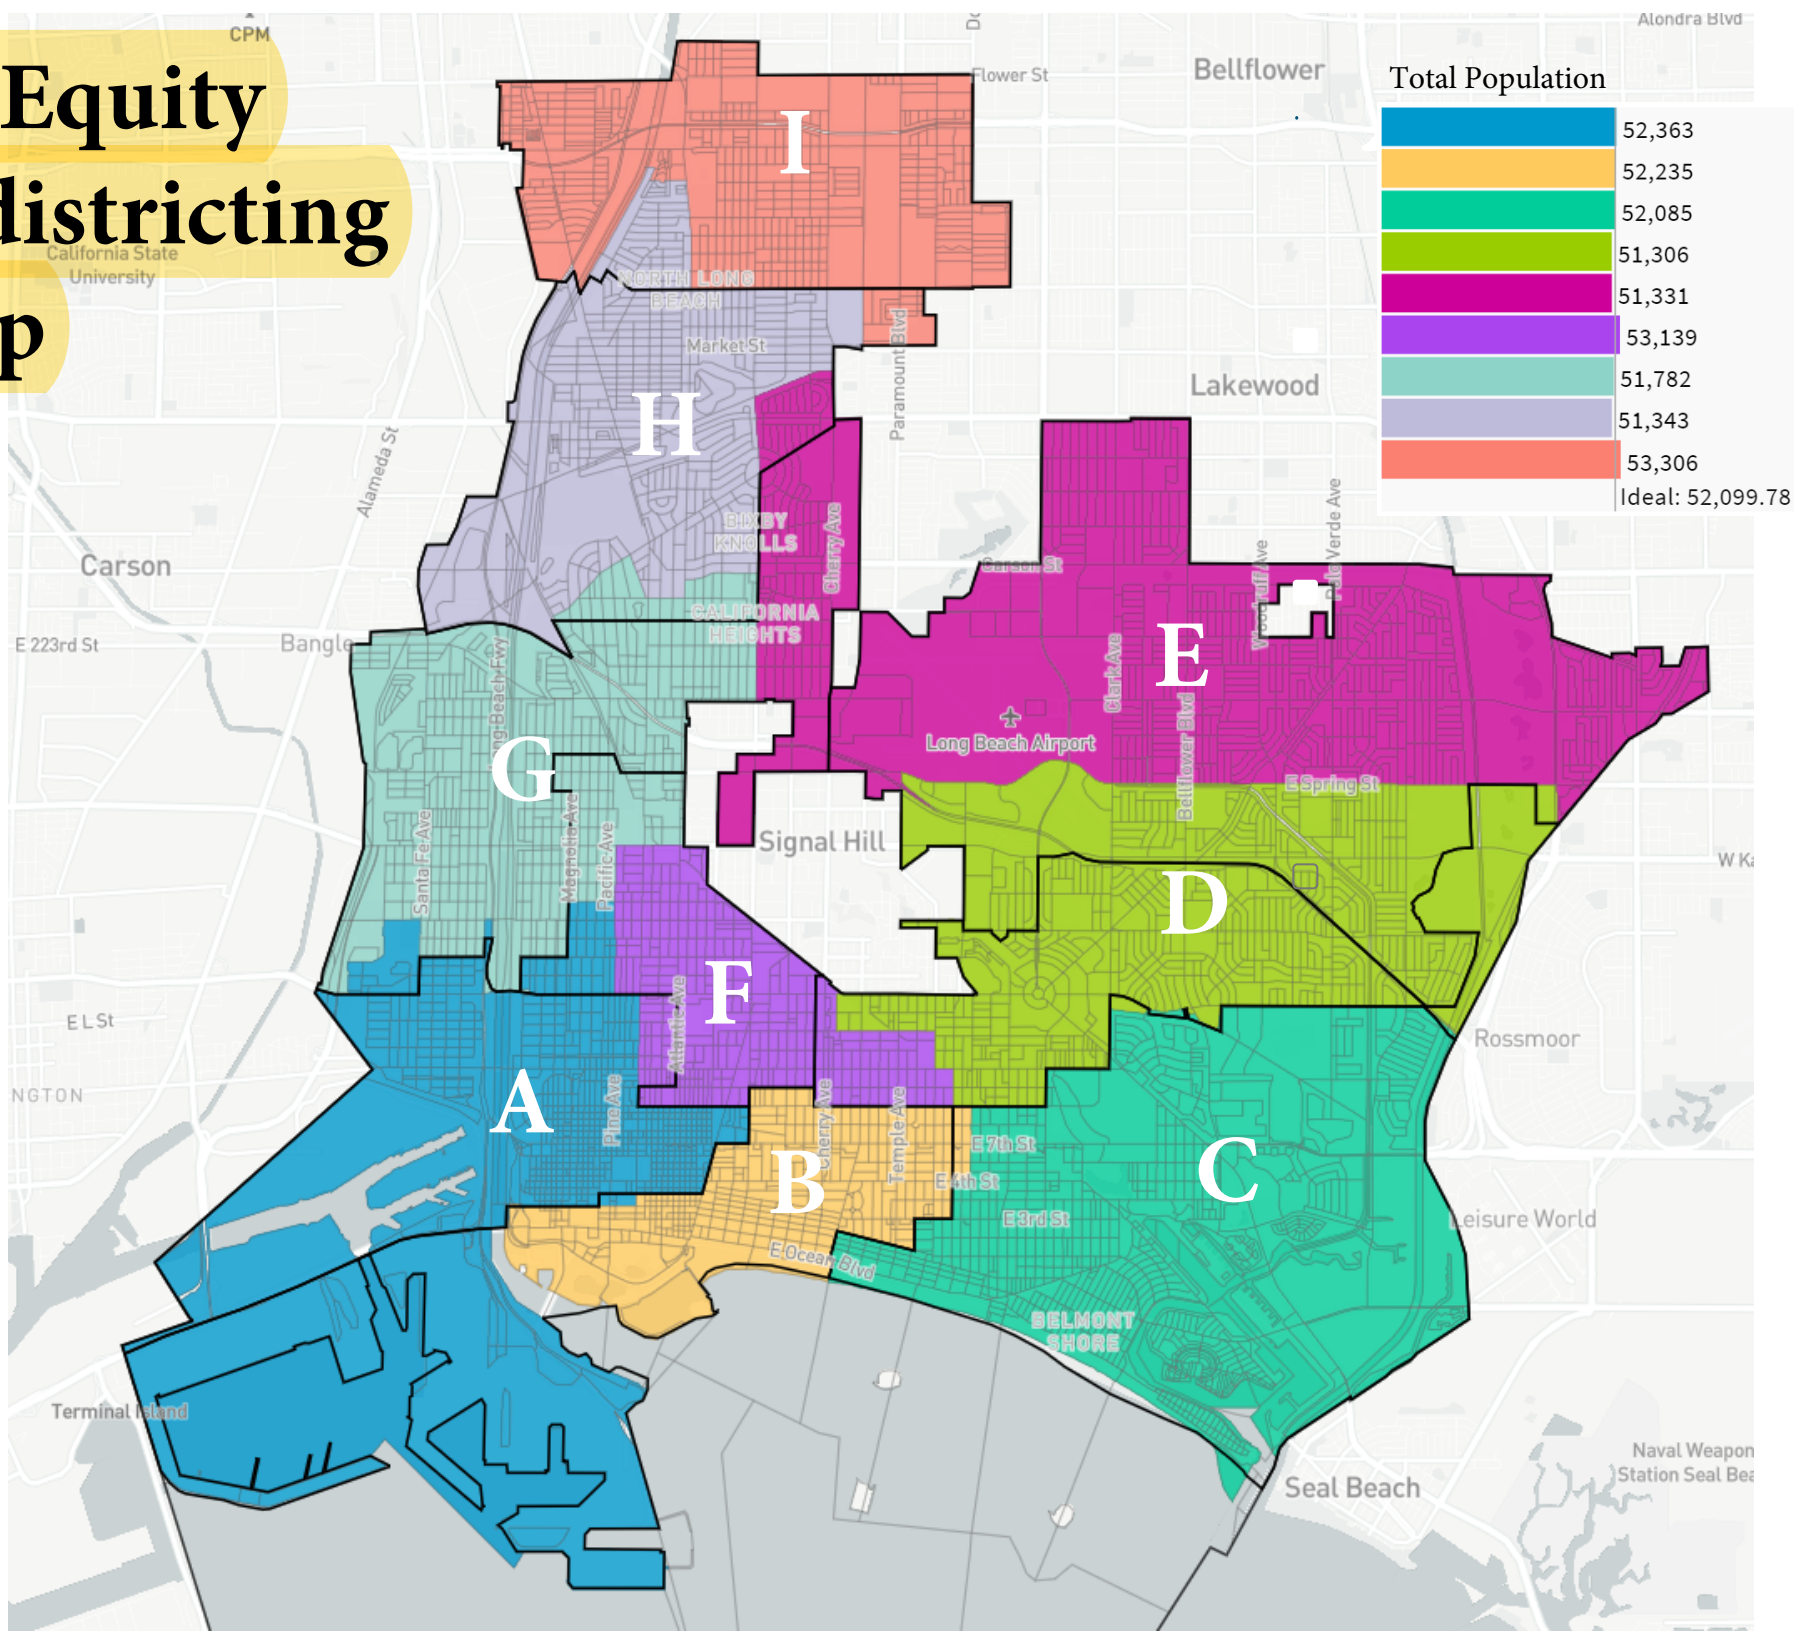 Equity
districting
p
CPM
Alondra Blvd
Bellflower
Flower St
Total Population
52,363
52,235
52,085
51,306
51,331
53,139
51,782
51,343
53,306
Ideal: 52,099.78
California State
University
I
NORTH LONG
BEACH
Market St
Paramount Blvd
Lakewood
H
Alameda St
BIXBY
KNOLLS
Cherry Ave
Carson St
Woodruff Ave
Palo Verde Ave
Carson
CALIFORNIA
HEIGHTS
E 223rd St
E
Clark Ave
Bellflower Blvd
Long Beach Airport
E Spring St
G
Santa Fe Ave
Magnolia Ave
Pacific Ave
Signal Hill
D
F
Atlantic Ave
E L St
Rossmoor
A
Pine Ave
Cherry Ave
Temple Ave
E 7th St
B
E 4th St
C
E 3rd St
Leisure World
E Ocean Blvd
BELMONT
SHORE
Terminal Island
Seal Beach
Naval Weapon
Station Seal Bea